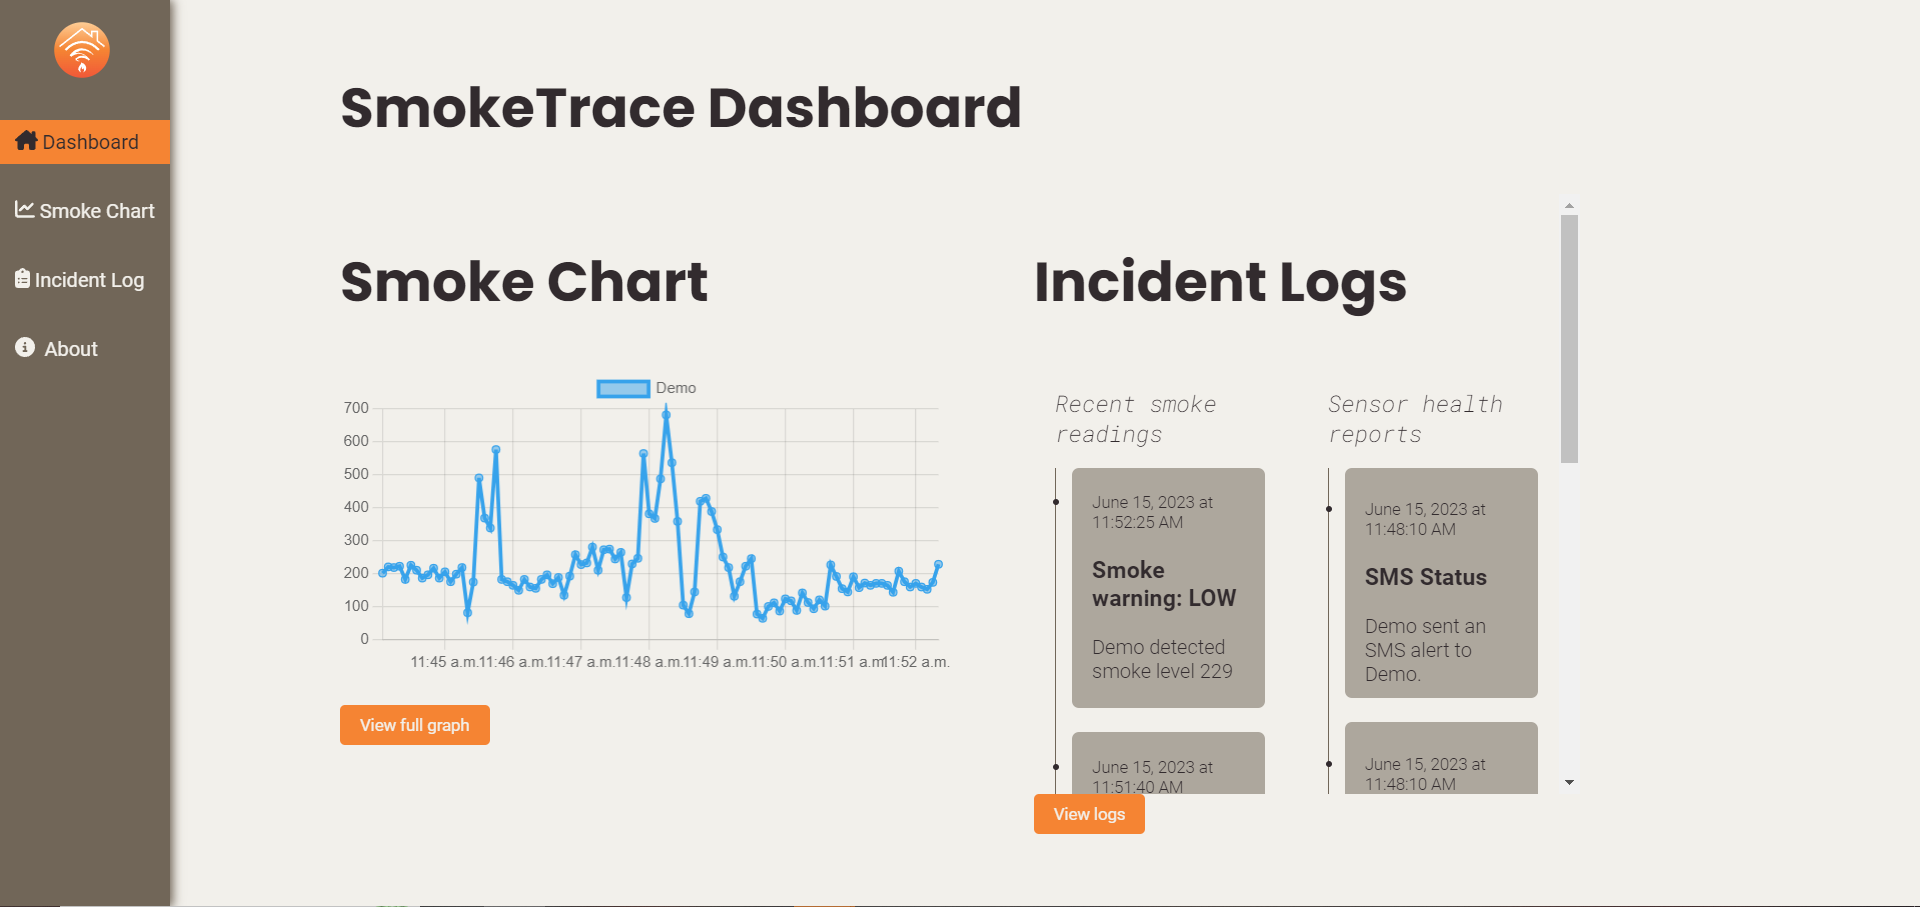 SmokeTrace Dashboard
Dashboard
Smoke Chart
Incident Log
About
Smoke Chart
Demo
700
600
500
400
300
200
100
0
11:45 a.m.11:46 a.m.11:47 a.m.11:48 a.m.11:49 a.m.11:50 a.m.11:51 a.m.11:52 a.m.
View full graph
Incident Logs
Recent smoke
readings
June 15, 2023 at
11:52:25 AM
Smoke
warning: LOW
Demo detected
smoke level 229
June 15, 2023 at
11:51:40 AM
Sensor health
reports
June 15, 2023 at
11:48:10 AM
SMS Status
Demo sent an
SMS alert to
Demo.
June 15, 2023 at
11:48:10 AM
View logs